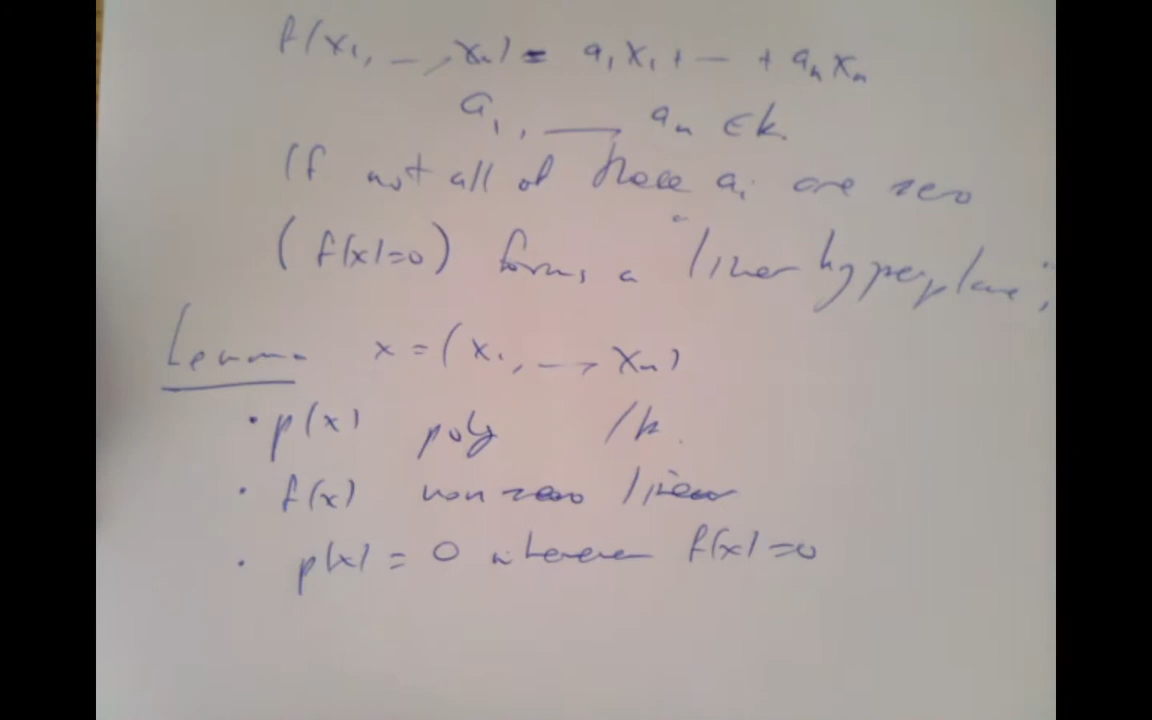 f(x₁, —, xₙ) = a₁x₁ + — + aₙxₙ
a₁, — aₙ ∈ k.
If not all of these aᵢ are zero
(f(x)=0) forms a "linear hyperplane"
Lemma x = (x₁, —, xₙ)
• p(x) poly /k.
• f(x) non zero linear
• p(x) = 0 whenever f(x) = 0